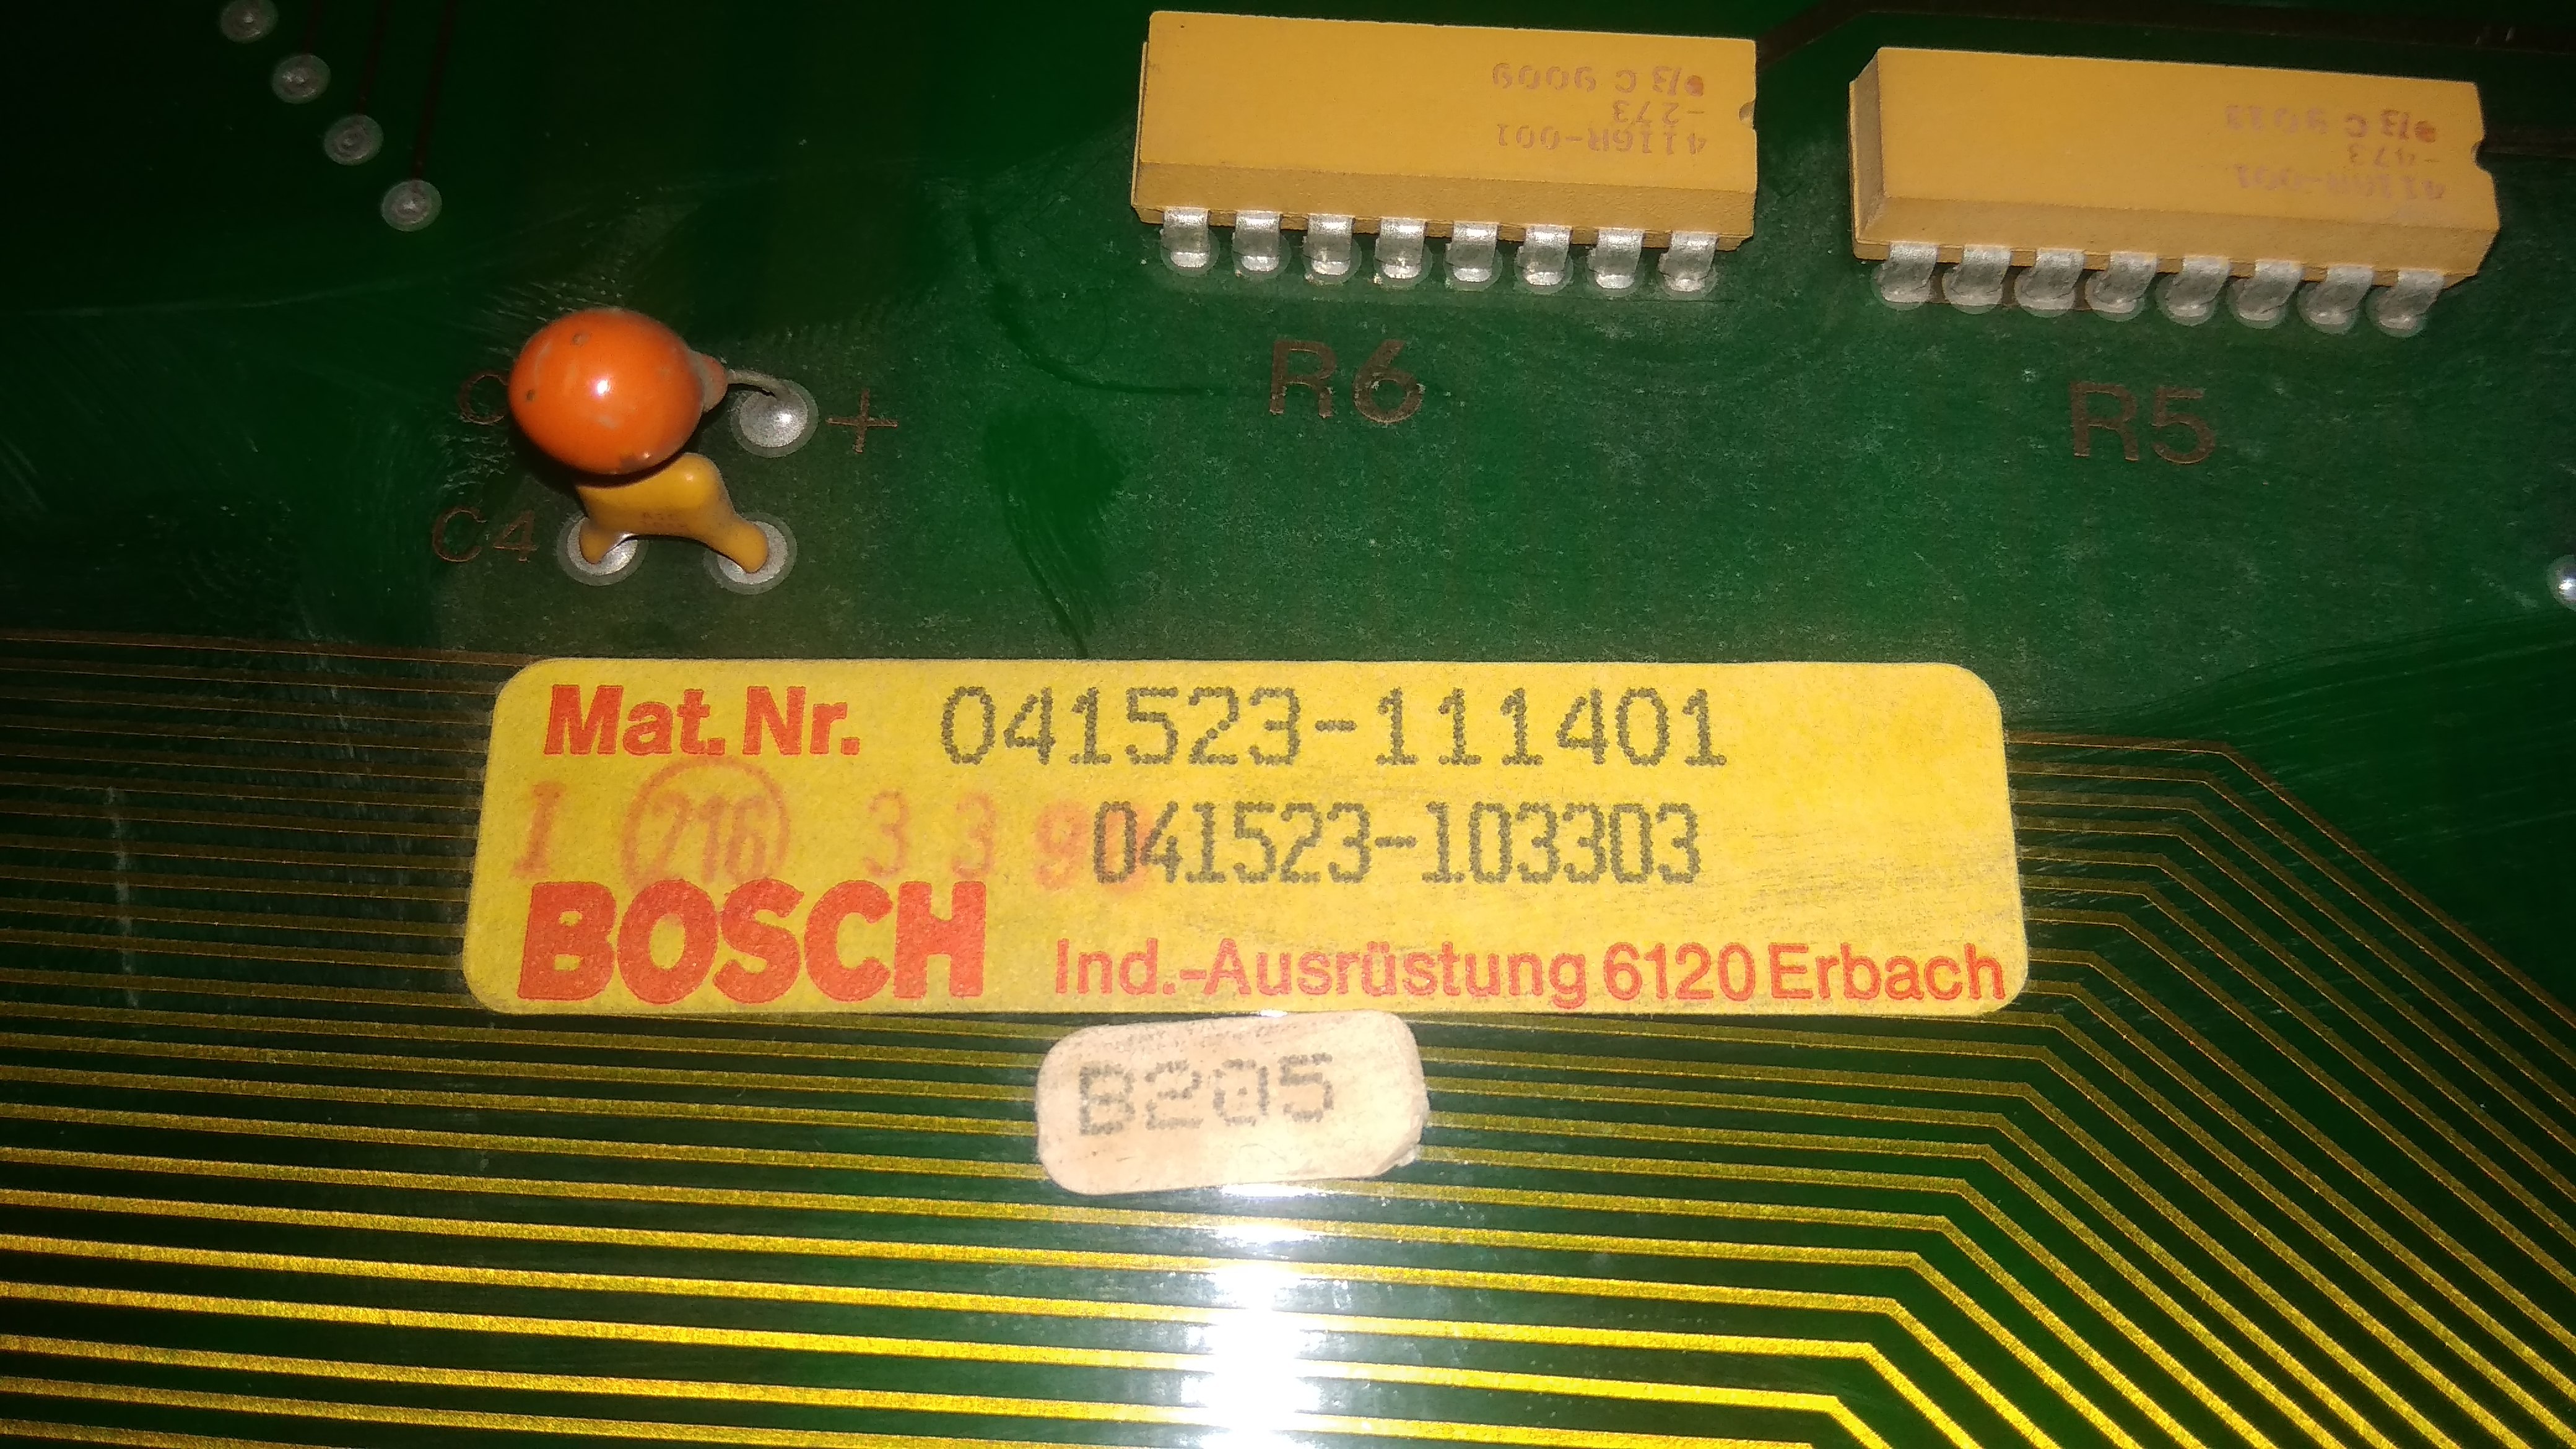 4116R-001
-273
C 9009
4116R-001
-473
R6
R5
+
C4
Mat. Nr. 041523-111401
I 216 3 3 9
041523-103303
BOSCH Ind.-Ausrüstung 6120 Erbach
B205